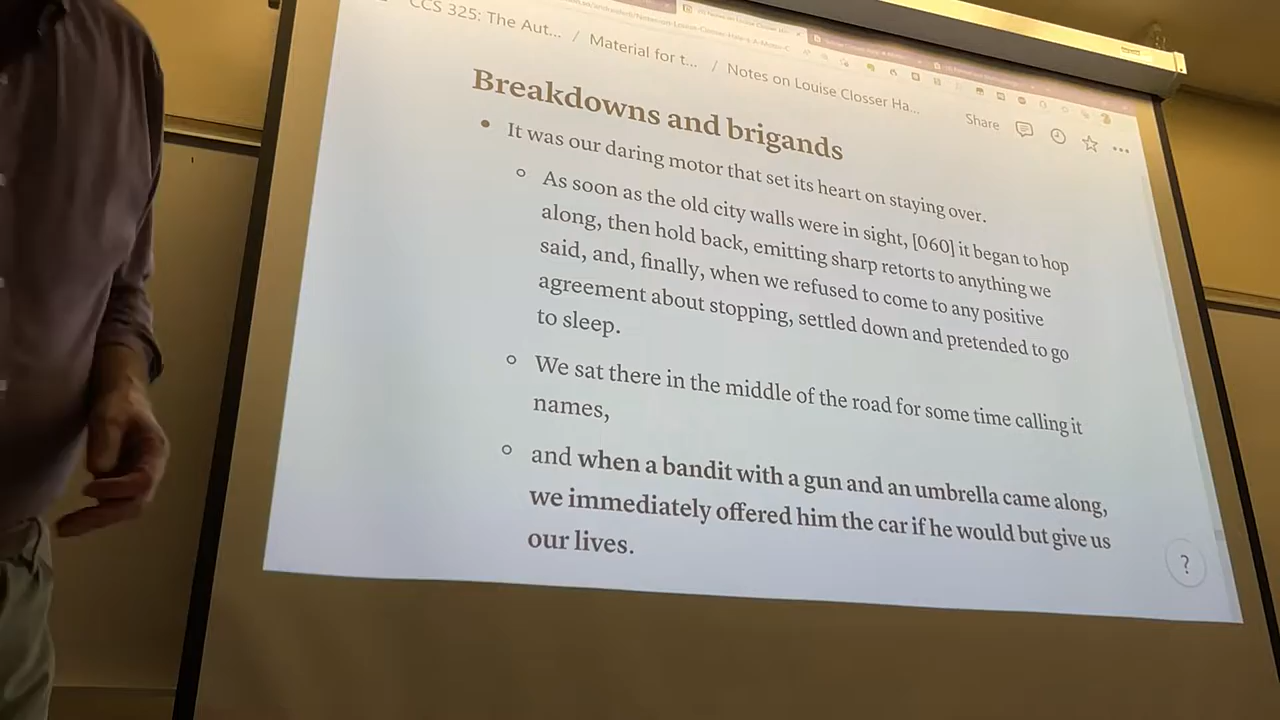 CCS 325: The Aut... / Material for t... / Notes on Louise Closser Ha...
Share
Breakdowns and brigands
It was our daring motor that set its heart on staying over.
As soon as the old city walls were in sight, [060] it began to hop
along, then hold back, emitting sharp retorts to anything we
said, and, finally, when we refused to come to any positive
agreement about stopping, settled down and pretended to go
to sleep.
We sat there in the middle of the road for some time calling it
names,
and when a bandit with a gun and an umbrella came along,
we immediately offered him the car if he would but give us
our lives.
?